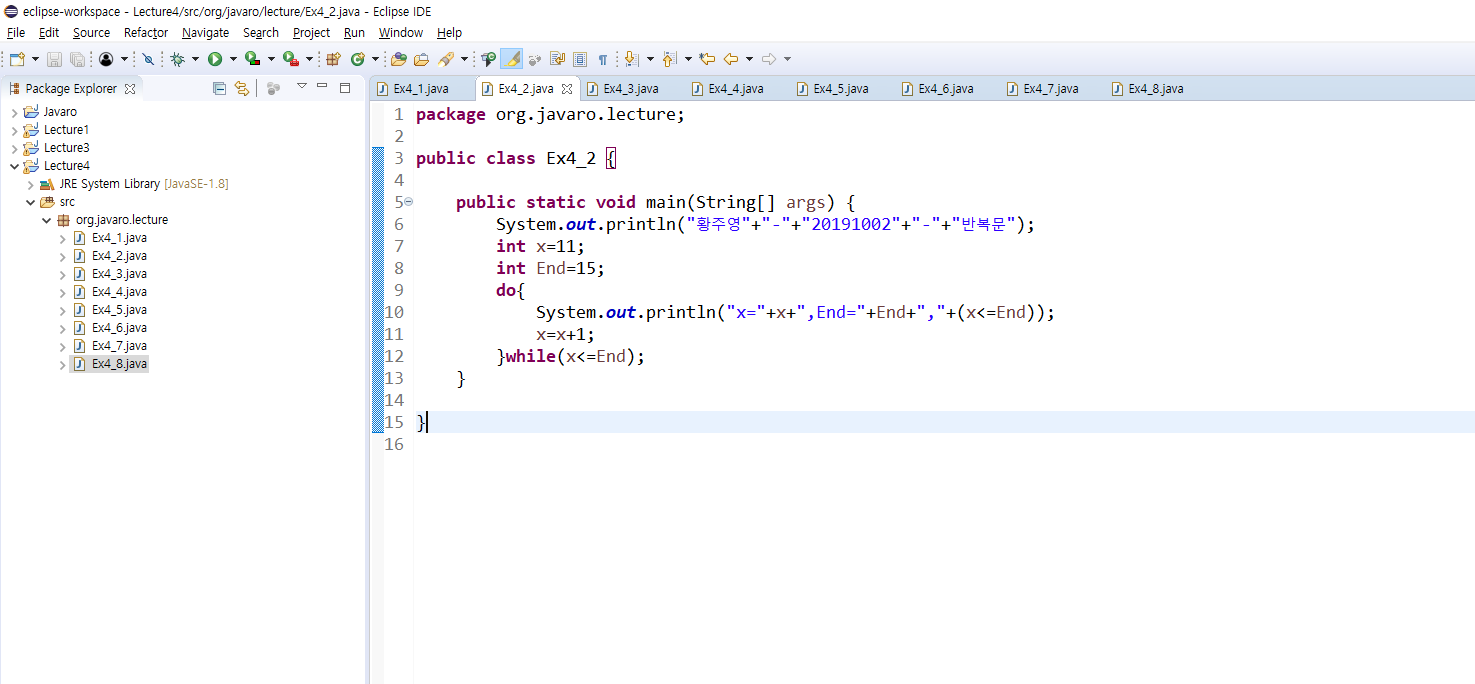 eclipse-workspace - Lecture4/src/org/javaro/lecture/Ex4_2.java - Eclipse IDE
File Edit Source Refactor Navigate Search Project Run Window Help
Package Explorer
Javaro
Lecture1
Lecture3
Lecture4
JRE System Library [JavaSE-1.8]
src
org.javaro.lecture
Ex4_1.java
Ex4_2.java
Ex4_3.java
Ex4_4.java
Ex4_5.java
Ex4_6.java
Ex4_7.java
Ex4_8.java
Ex4_1.java Ex4_2.java Ex4_3.java Ex4_4.java Ex4_5.java Ex4_6.java Ex4_7.java Ex4_8.java
1 package org.javaro.lecture;
2
3 public class Ex4_2 {
4
5 public static void main(String[] args) {
6 System.out.println("황주영"+"-"+"20191002"+"-"+"반복문");
7 int x=11;
8 int End=15;
9 do{
10 System.out.println("x="+x+",End="+End+","+(x<=End));
11 x=x+1;
12 }while(x<=End);
13 }
14
15 }
16